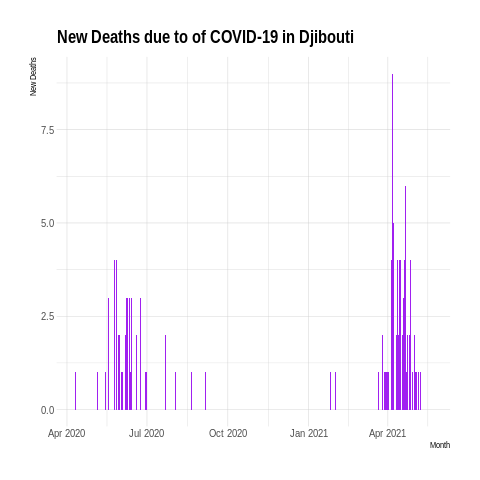 New Deaths due to of COVID-19 in Djibouti
New Deaths
7.5
5.0
2.5
0.0
Apr 2020 Jul 2020 Oct 2020 Jan 2021 Apr 2021
Month